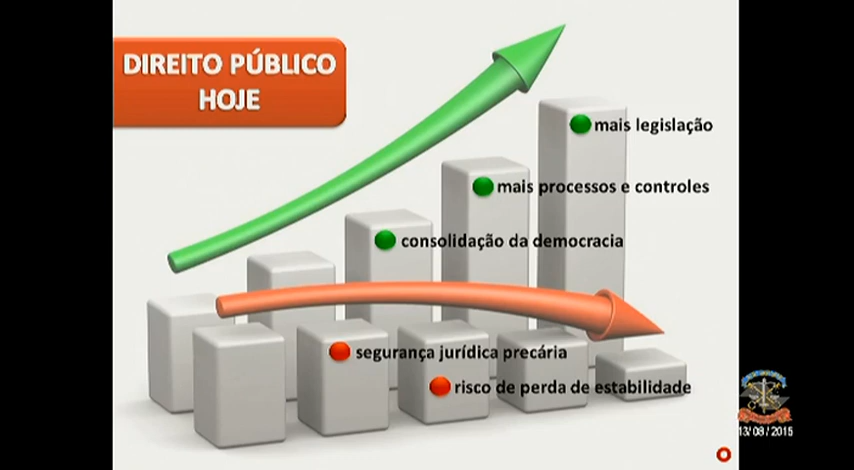 DIREITO PÚBLICO
HOJE
mais legislação
mais processos e controles
consolidação da democracia
segurança jurídica precária
risco de perda de estabilidade
13/08/2015